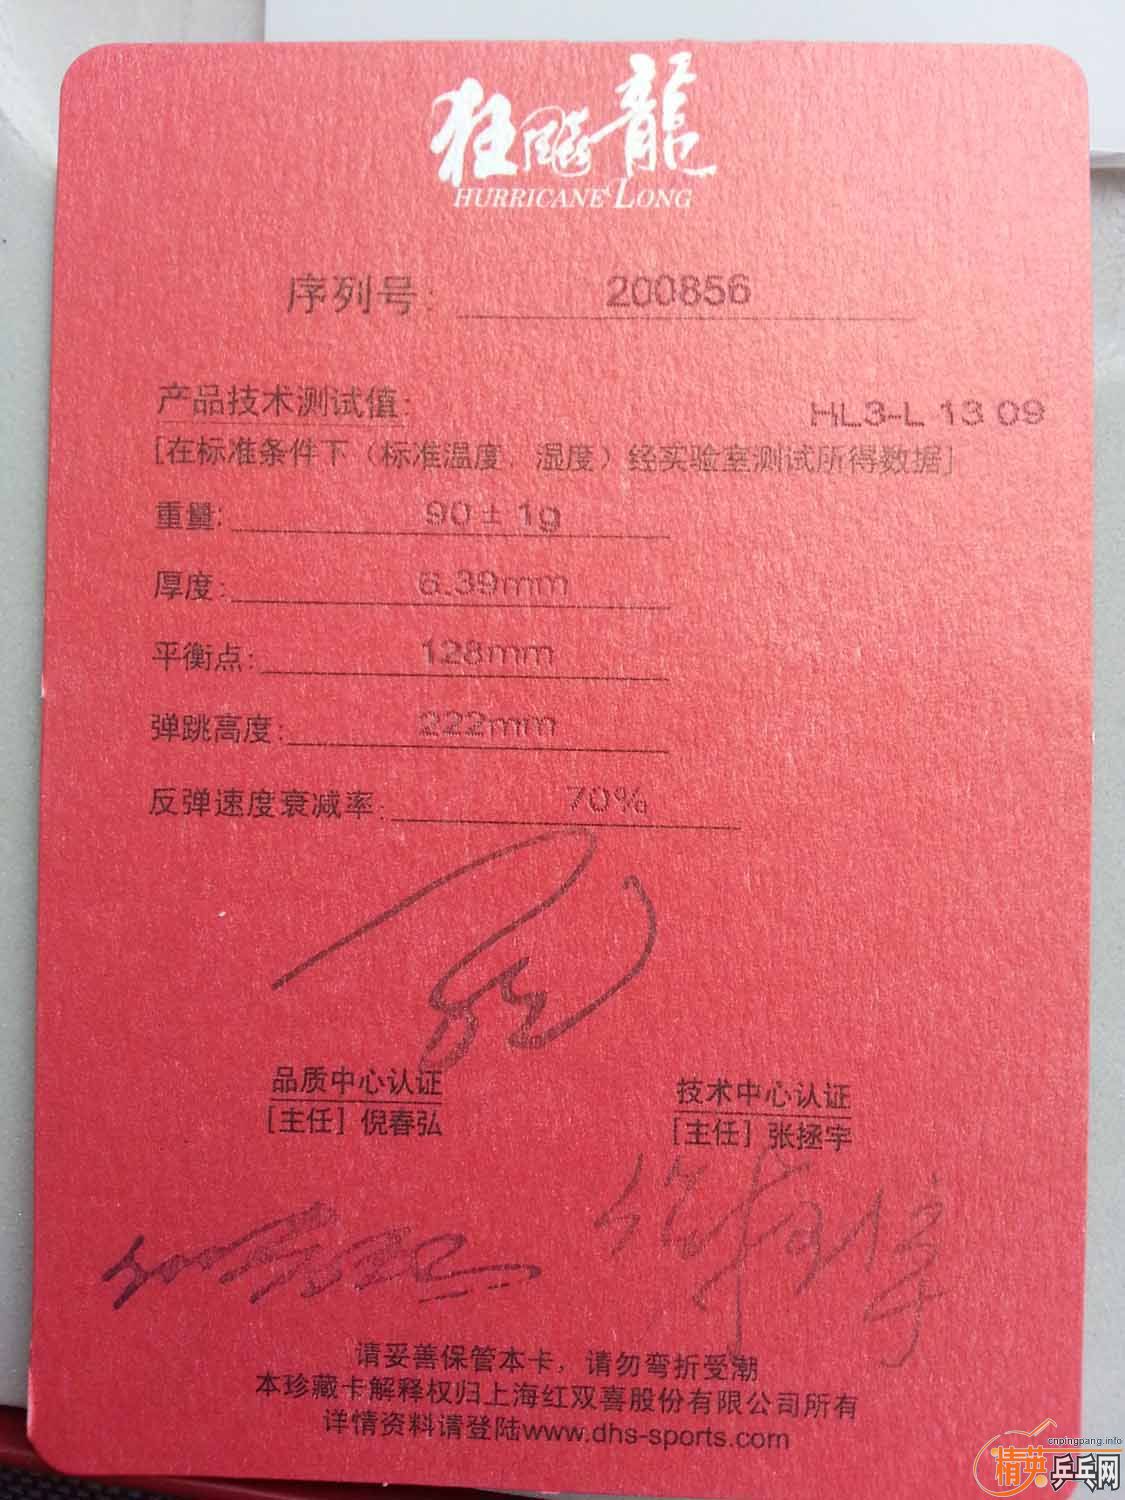 狂飚龍
HURRICANE LONG
序列号: 200856
产品技术测试值:
HL3-L 13 09
[在标准条件下（标准温度、湿度）经实验室测试所得数据]
重量: 90±1g
厚度: 6.39mm
平衡点: 128mm
弹跳高度: 222mm
反弹速度衰减率: 70%
品质中心认证
[主任] 倪春弘
技术中心认证
[主任] 张拯宇
请妥善保管本卡，请勿弯折受潮
本珍藏卡解释权归上海红双喜股份有限公司所有
详情资料请登陆www.dhs-sports.com
cnpingpang.info
精英乒乓网